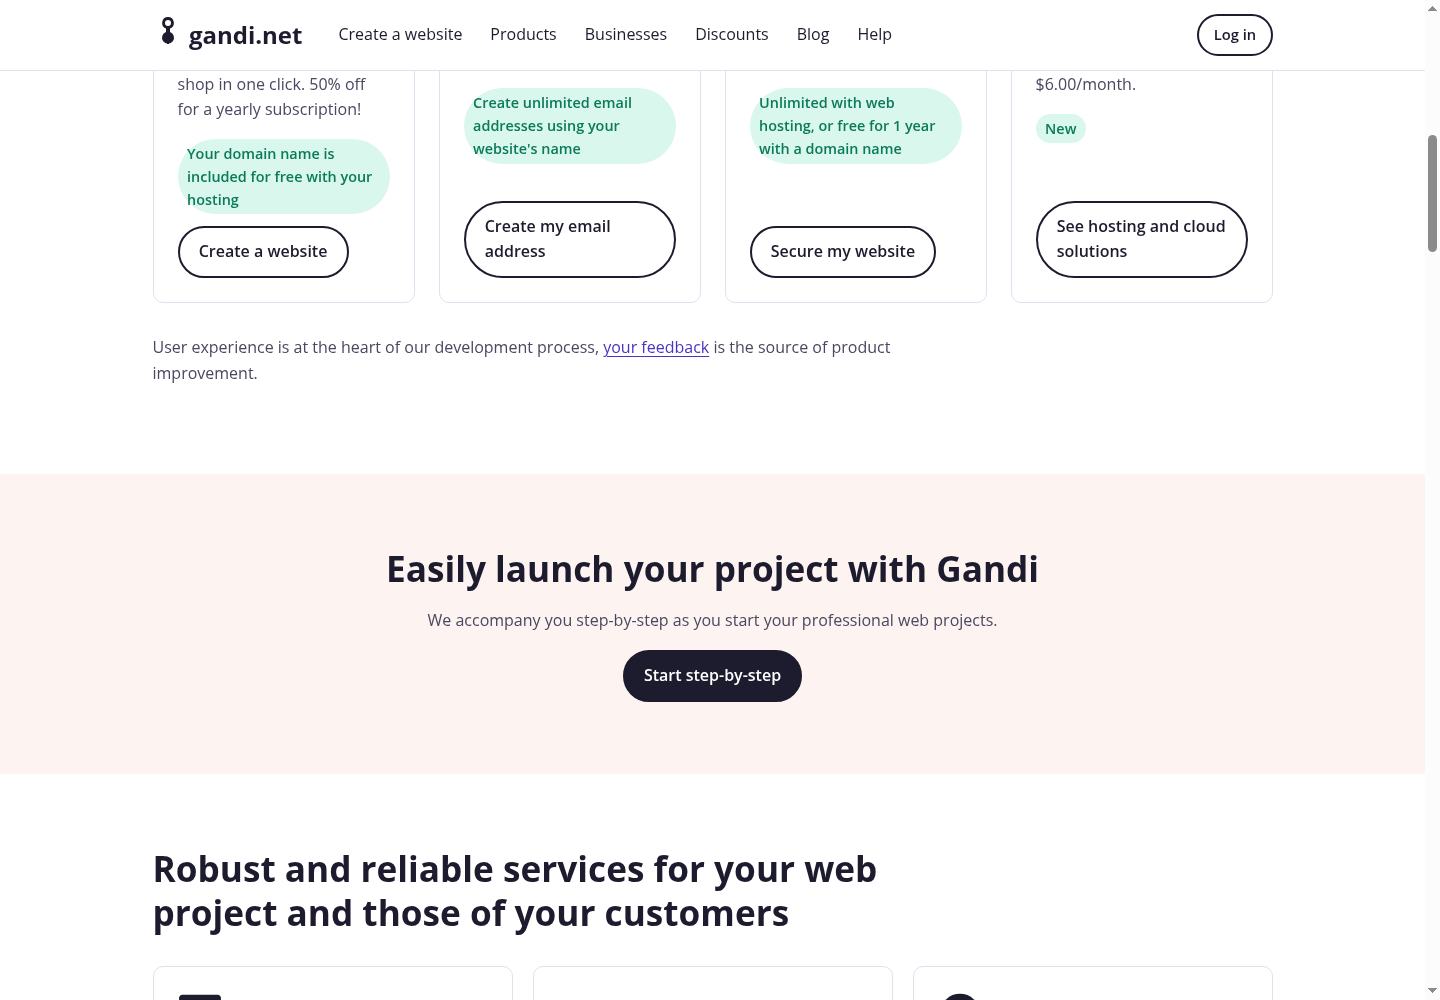 gandi.net
Create a website
Products
Businesses
Discounts
Blog
Help
Log in
shop in one click. 50% off
for a yearly subscription!
Your domain name is
included for free with your
hosting
Create a website
Create unlimited email
addresses using your
website's name
Create my email
address
Unlimited with web
hosting, or free for 1 year
with a domain name
Secure my website
$6.00/month.
New
See hosting and cloud
solutions
User experience is at the heart of our development process, your feedback is the source of product
improvement.
Easily launch your project with Gandi
We accompany you step-by-step as you start your professional web projects.
Start step-by-step
Robust and reliable services for your web
project and those of your customers